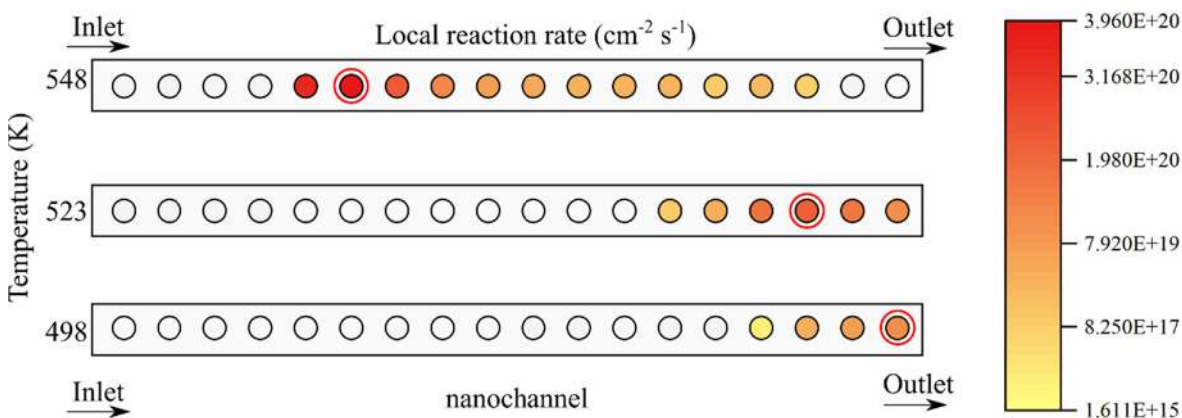 Inlet
Local reaction rate (cm⁻² s⁻¹)
Outlet
548
523
498
Temperature (K)
Inlet
nanochannel
Outlet
3.960E+20
3.168E+20
1.980E+20
7.920E+19
8.250E+17
1.611E+15